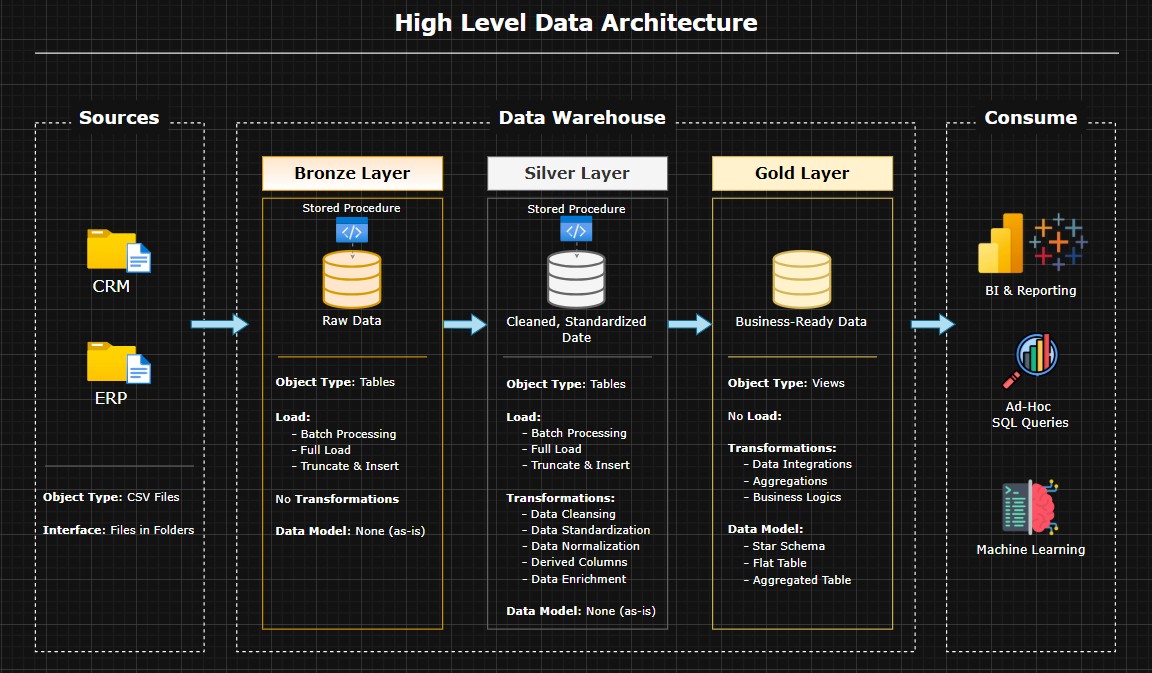 High Level Data Architecture
Sources
CRM
ERP
Object Type: CSV Files
Interface: Files in Folders
Data Warehouse
Bronze Layer
Stored Procedure
</>
Raw Data
Object Type: Tables
Load:
- Batch Processing
- Full Load
- Truncate & Insert
No Transformations
Data Model: None (as-is)
Silver Layer
Stored Procedure
</>
Cleaned, Standardized
Date
Object Type: Tables
Load:
- Batch Processing
- Full Load
- Truncate & Insert
Transformations:
- Data Cleansing
- Data Standardization
- Data Normalization
- Derived Columns
- Data Enrichment
Data Model: None (as-is)
Gold Layer
Business-Ready Data
Object Type: Views
No Load:
Transformations:
- Data Integrations
- Aggregations
- Business Logics
Data Model:
- Star Schema
- Flat Table
- Aggregated Table
Consume
BI & Reporting
Ad-Hoc
SQL Queries
Machine Learning